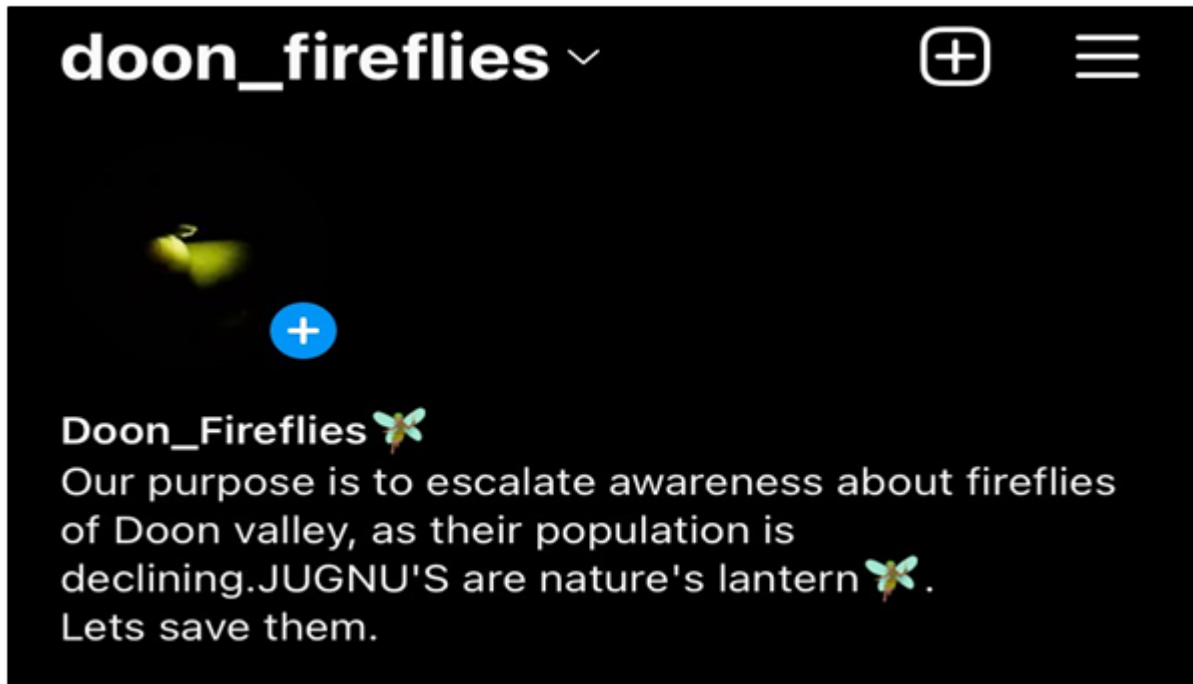 doon_fireflies
Doon_Fireflies
Our purpose is to escalate awareness about fireflies
of Doon valley, as their population is
declining.JUGNU'S are nature's lantern.
Lets save them.